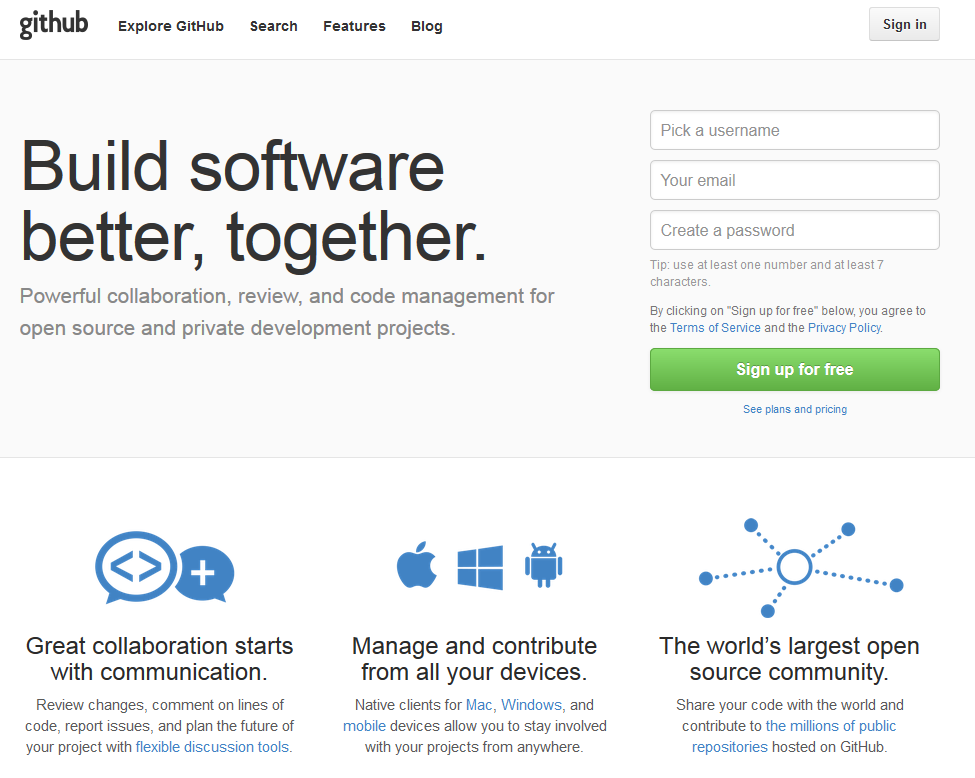 github
Explore GitHub
Search
Features
Blog
Sign in
Build software
better, together.
Powerful collaboration, review, and code management for
open source and private development projects.
Pick a username
Your email
Create a password
Tip: use at least one number and at least 7
characters.
By clicking on "Sign up for free" below, you agree to
the Terms of Service and the Privacy Policy.
Sign up for free
See plans and pricing
Great collaboration starts
with communication.
Review changes, comment on lines of
code, report issues, and plan the future of
your project with flexible discussion tools.
Manage and contribute
from all your devices.
Native clients for Mac, Windows, and
mobile devices allow you to stay involved
with your projects from anywhere.
The world’s largest open
source community.
Share your code with the world and
contribute to the millions of public
repositories hosted on GitHub.